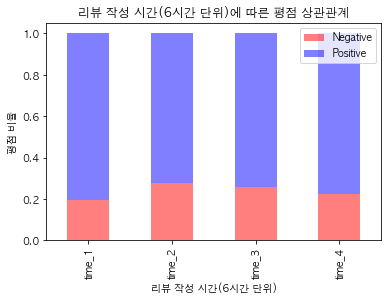 리뷰 작성 시간(6시간 단위)에 따른 평점 상관관계
Negative
Positive
평점 비율
1.0
0.8
0.6
0.4
0.2
0.0
time_1
time_2
time_3
time_4
리뷰 작성 시간(6시간 단위)